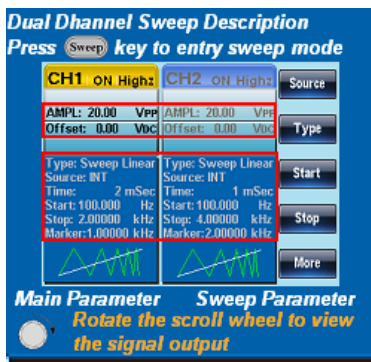 Dual Dhannel Sweep Description
Press Sweep key to entry sweep mode
CH1 ON Highz CH2 ON Highz Source
AMPL: 20.00 VPP AMPL: 20.00 VPP
Offset: 0.00 VDC Offset: 0.00 VDC Type
Type: Sweep Linear Type: Sweep Linear
Source: INT Source: INT Start
Time: 2 mSec Time: 1 mSec
Start: 100.000 Hz Start: 100.000 Hz
Stop: 2.00000 kHz Stop: 4.00000 kHz Stop
Marker:1.00000 kHz Marker:2.00000 kHz
More
Main Parameter Sweep Parameter
Rotate the scroll wheel to view
the signal output